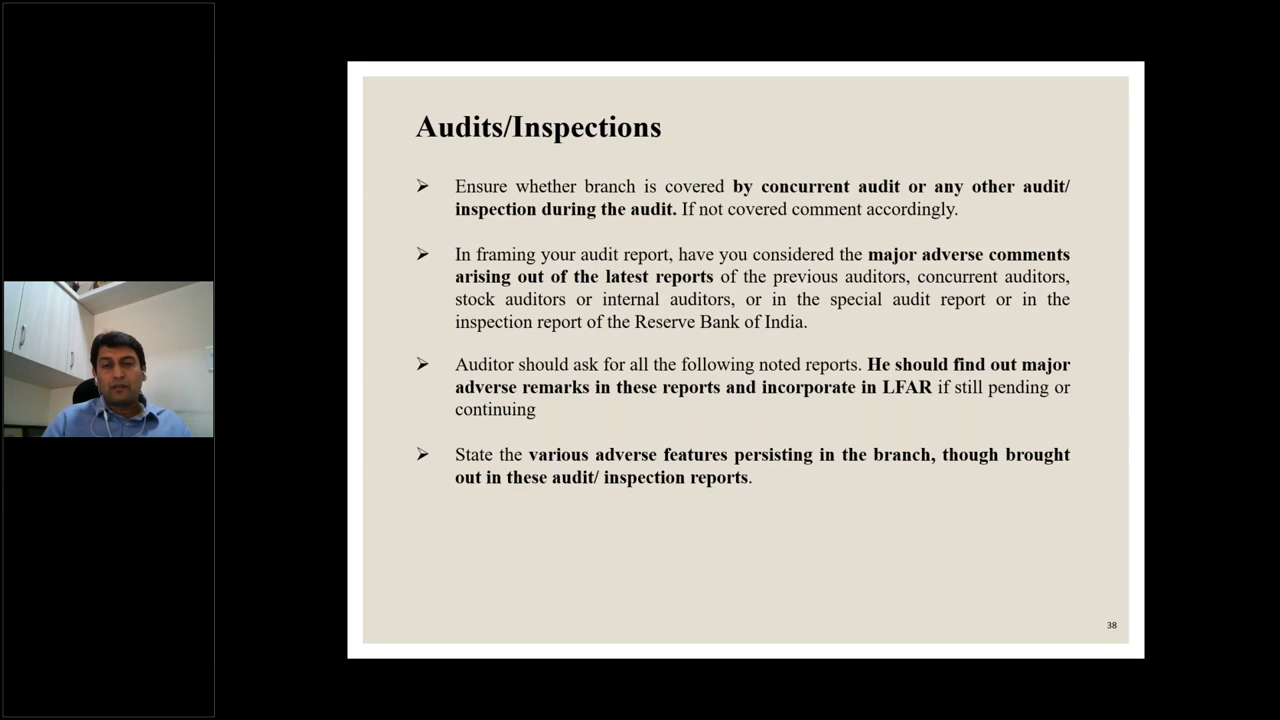 Audits/Inspections
➢ Ensure whether branch is covered by concurrent audit or any other audit/
inspection during the audit. If not covered comment accordingly.
➢ In framing your audit report, have you considered the major adverse comments
arising out of the latest reports of the previous auditors, concurrent auditors,
stock auditors or internal auditors, or in the special audit report or in the
inspection report of the Reserve Bank of India.
➢ Auditor should ask for all the following noted reports. He should find out major
adverse remarks in these reports and incorporate in LFAR if still pending or
continuing
➢ State the various adverse features persisting in the branch, though brought
out in these audit/ inspection reports.
38